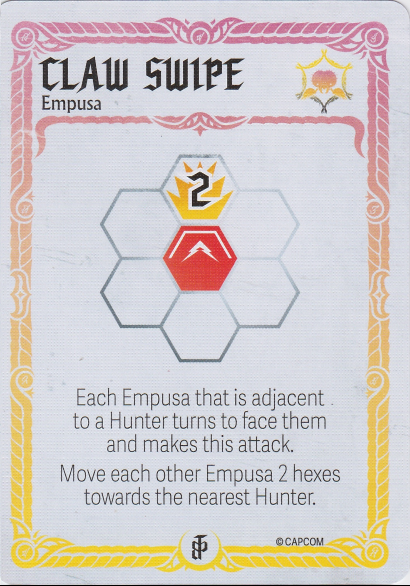 CLAW SWIPE
Empusa
2
Each Empusa that is adjacent
to a Hunter turns to face them
and makes this attack.
Move each other Empusa 2 hexes
towards the nearest Hunter.
© CAPCOM